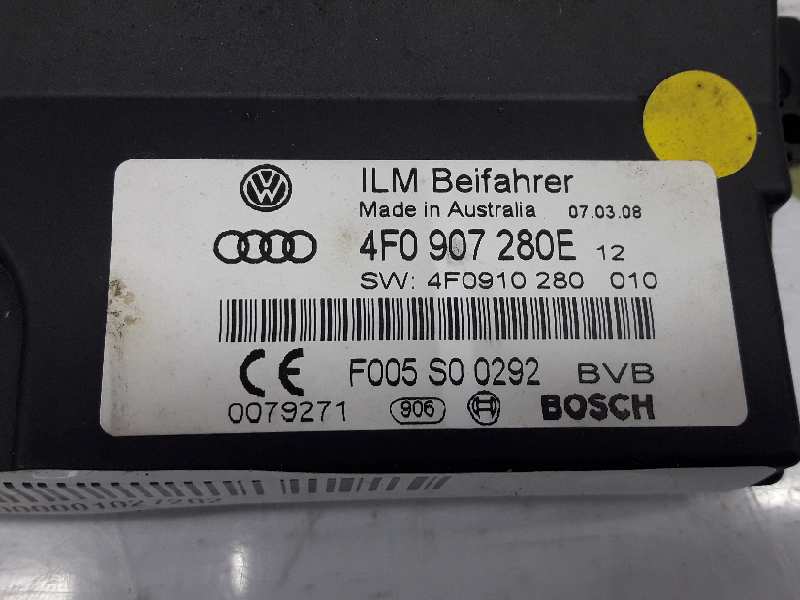 ILM Beifahrer
Made in Australia 07.03.08
4F0 907 280E 12
SW: 4F0910 280 010
F005 S0 0292 BVB
0079271 906 BOSCH